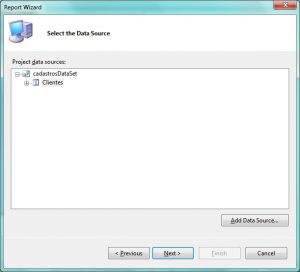 Report Wizard
Select the Data Source
Project data sources:
cadastrosDataSet
Clientes
Add Data Source...
< Previous
Next >
Finish
Cancel